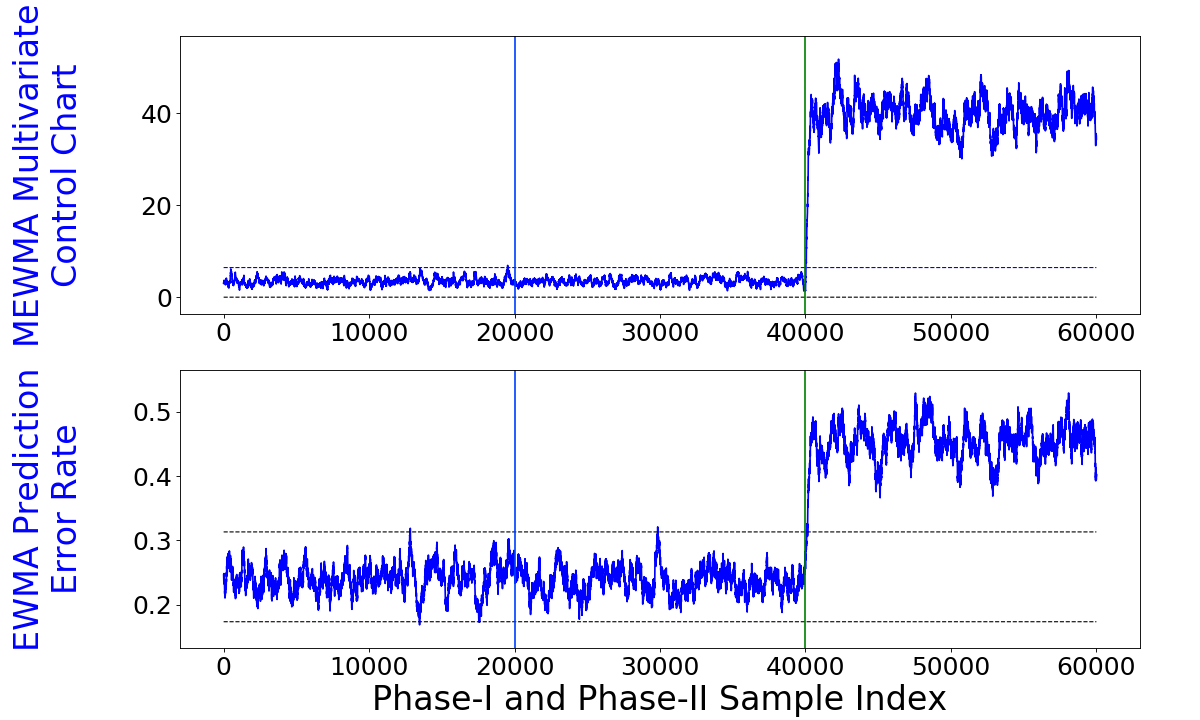 MEWMA Multivariate
Control Chart
40
20
0
0 10000 20000 30000 40000 50000 60000
EWMA Prediction
Error Rate
0.5
0.4
0.3
0.2
0 10000 20000 30000 40000 50000 60000
Phase-I and Phase-II Sample Index